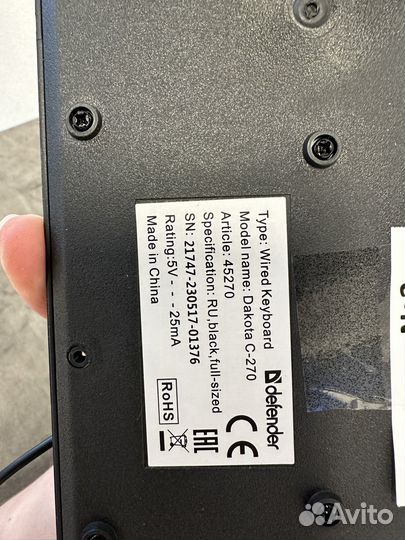 Type: Wired Keyboard
Model name: Dakota C-270
Article: 45270
Specification: RU,black,full-sized
SN: 21747-230517-01376
Rating:5V - - - 25mA
Made in China
defender
CE
EAC
RoHS
Avito